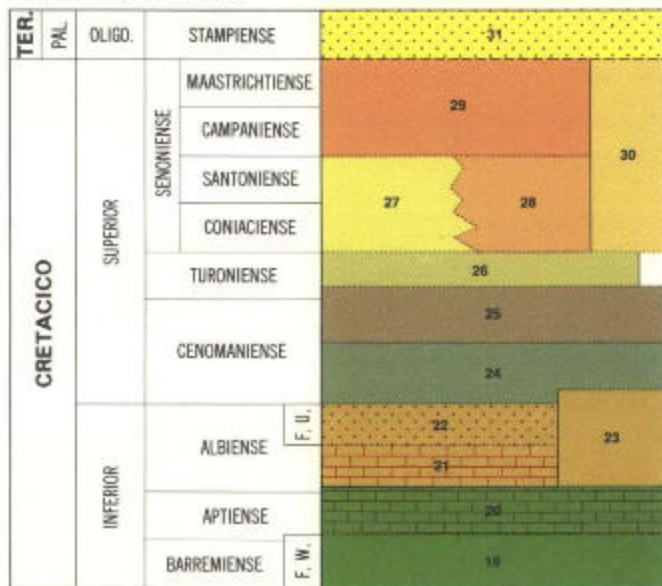 TER.
PAL.
OLIGO.
STAMPIENSE
31
CRETACICO
SUPERIOR
SENONIENSE
MAASTRICHTIENSE
CAMPANIENSE
29
30
SANTONIENSE
CONIACIENSE
27
28
TURONIENSE
26
CENOMANIENSE
25
24
INFERIOR
ALBIENSE
F. U.
22
23
21
APTIENSE
20
BARREMIENSE
F. W.
19